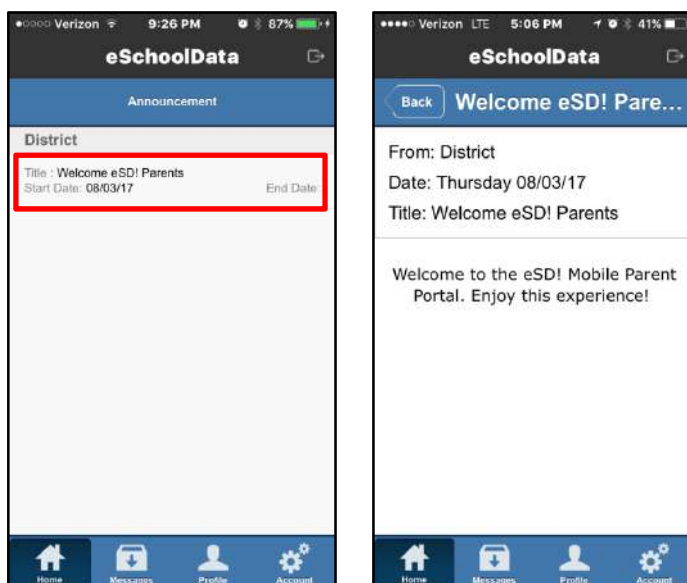 Verizon 9:26 PM 87%
eSchoolData
Announcement
District
Title : Welcome eSD! Parents
Start Date: 08/03/17 End Date:
Home Messages Profile Account
Verizon LTE 5:06 PM 41%
eSchoolData
Back Welcome eSD! Pare...
From: District
Date: Thursday 08/03/17
Title: Welcome eSD! Parents
Welcome to the eSD! Mobile Parent
Portal. Enjoy this experience!
Home Messages Profile Account